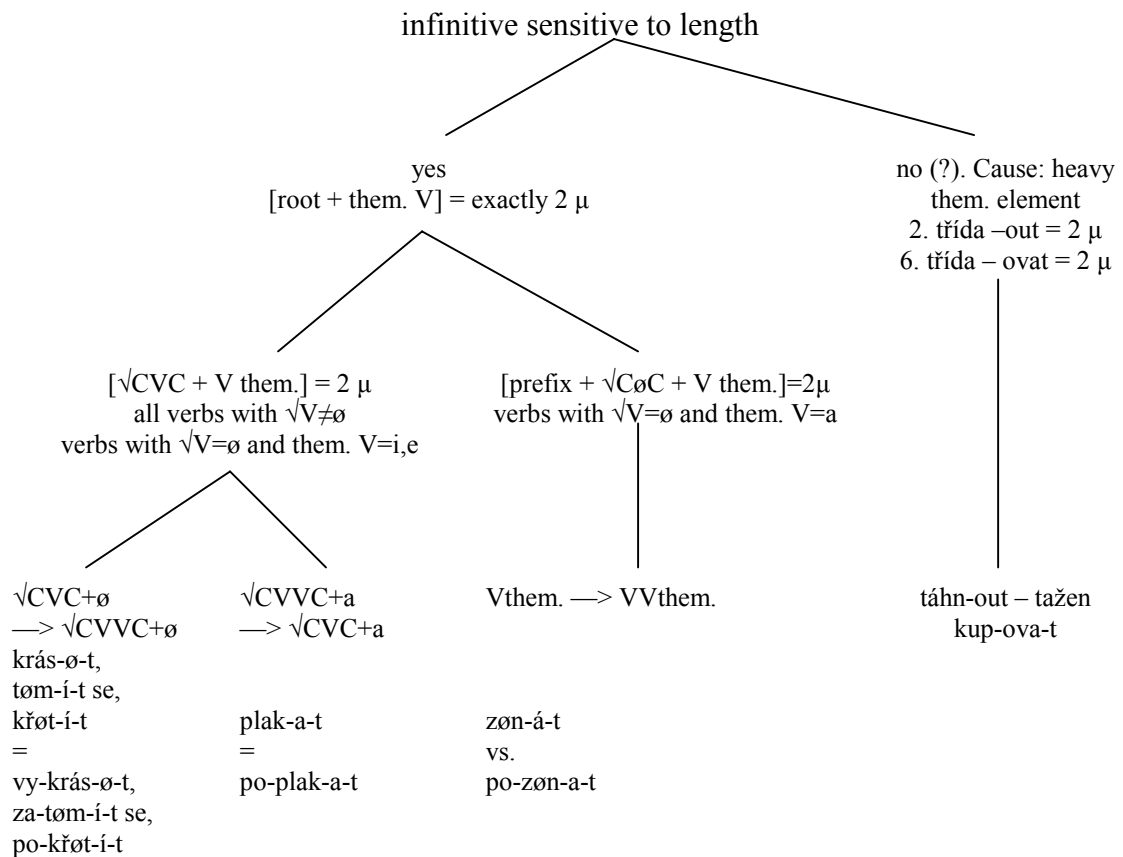 infinitive sensitive to length
yes
[root + them. V] = exactly 2 μ
no (?). Cause: heavy
them. element
2. třída –out = 2 μ
6. třída – ovat = 2 μ
[√CVC + V them.] = 2 μ
all verbs with √V≠ø
verbs with √V=ø and them. V=i,e
[prefix + √CøC + V them.]=2μ
verbs with √V=ø and them. V=a
√CVC+ø
—> √CVVC+ø
krás-ø-t,
tøm-í-t se,
křøt-í-t
=
vy-krás-ø-t,
za-tøm-í-t se,
po-křøt-í-t
√CVVC+a
—> √CVC+a
plak-a-t
=
po-plak-a-t
Vthem. —> VVthem.
zøn-á-t
vs.
po-zøn-a-t
táhn-out – tažen
kup-ova-t